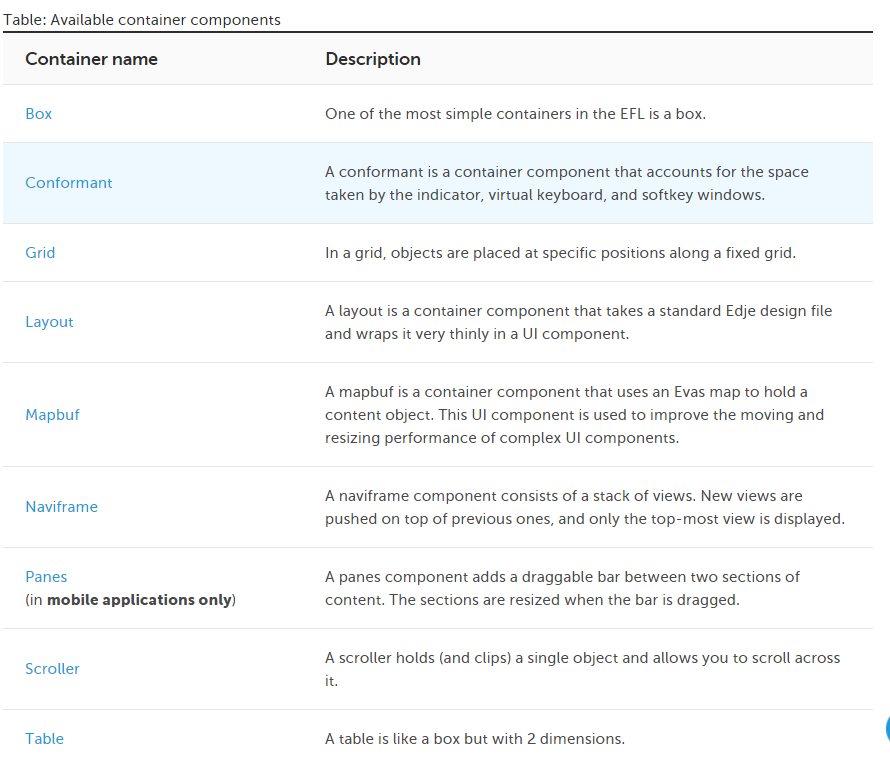 Table: Available container components
Container name Description
Box One of the most simple containers in the EFL is a box.
Conformant A conformant is a container component that accounts for the space
taken by the indicator, virtual keyboard, and softkey windows.
Grid In a grid, objects are placed at specific positions along a fixed grid.
Layout A layout is a container component that takes a standard Edje design file
and wraps it very thinly in a UI component.
Mapbuf A mapbuf is a container component that uses an Evas map to hold a
content object. This UI component is used to improve the moving and
resizing performance of complex UI components.
Naviframe A naviframe component consists of a stack of views. New views are
pushed on top of previous ones, and only the top-most view is displayed.
Panes A panes component adds a draggable bar between two sections of
(in mobile applications only) content. The sections are resized when the bar is dragged.
Scroller A scroller holds (and clips) a single object and allows you to scroll across
it.
Table A table is like a box but with 2 dimensions.